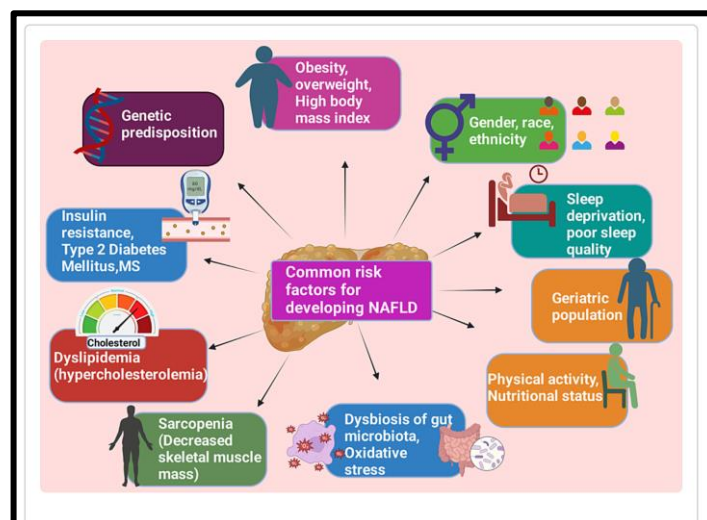 Obesity,
overweight,
High body
mass index
Genetic
predisposition
Gender, race,
ethnicity
Insulin
resistance,
Type 2 Diabetes
Mellitus,MS
Sleep
deprivation,
poor sleep
quality
Common risk
factors for
developing NAFLD
Geriatric
population
Cholesterol
Dyslipidemia
(hypercholesterolemia)
Physical activity,
Nutritional status
Sarcopenia
(Decreased
skeletal muscle
mass)
Dysbiosis of gut
microbiota,
Oxidative
stress